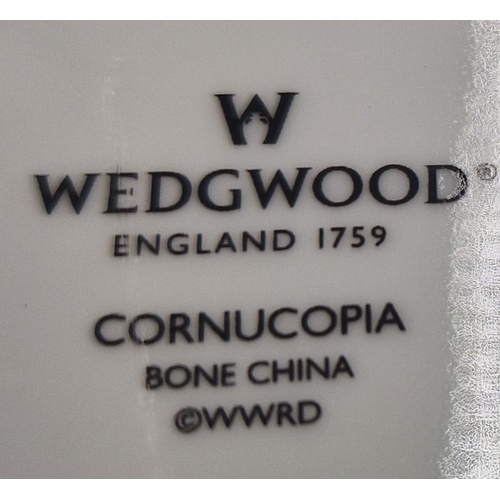 W
WEDGWOOD®
ENGLAND 1759
CORNUCOPIA
BONE CHINA
©WWRD